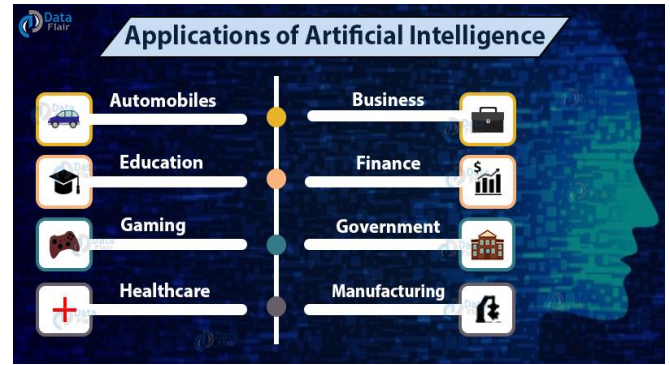 Data
Flair
Applications of Artificial Intelligence
Automobiles
Business
Education
Finance
$
Gaming
Government
Healthcare
Manufacturing